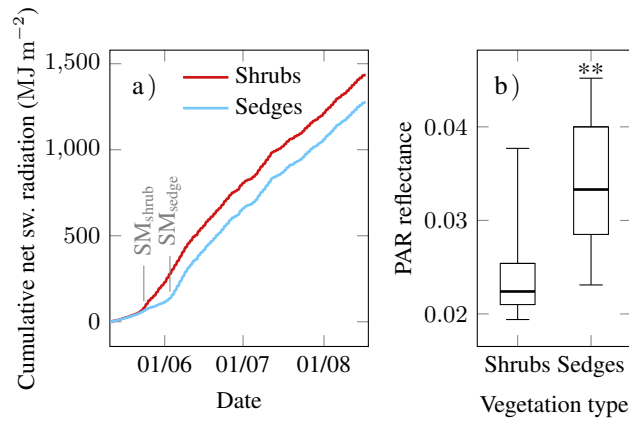 Cumulative net sw. radiation (MJ m−2)
1,500
1,000
500
0
a)
Shrubs
Sedges
SMshrub
SMsedge
01/06 01/07 01/08
Date
PAR reflectance
0.04
0.03
0.02
b)
**
Shrubs Sedges
Vegetation type